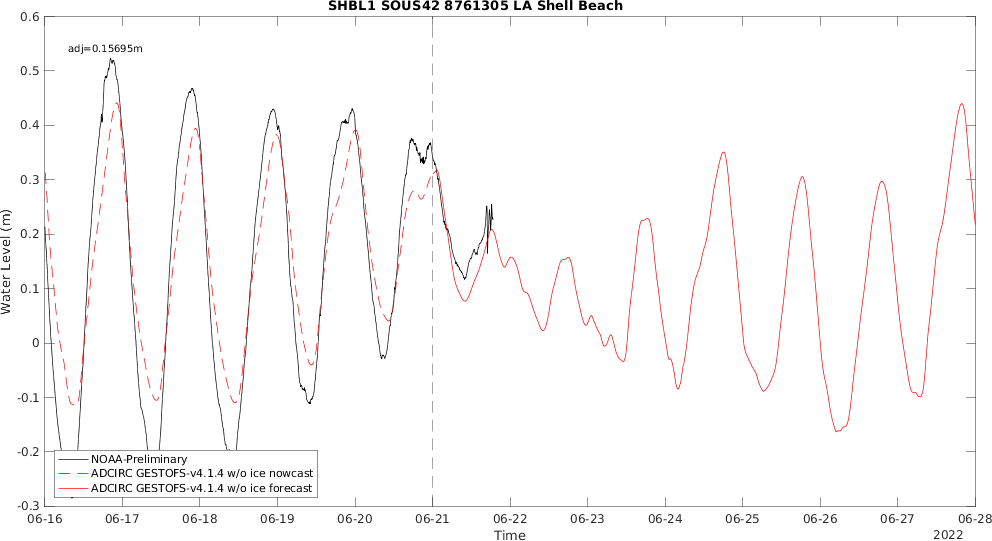 SHBL1 SOUS42 8761305 LA Shell Beach
adj=0.15695m
Water Level (m)
0.6
0.5
0.4
0.3
0.2
0.1
0
-0.1
-0.2
-0.3
NOAA-Preliminary
ADCIRC GESTOFS-v4.1.4 w/o ice nowcast
ADCIRC GESTOFS-v4.1.4 w/o ice forecast
06-16 06-17 06-18 06-19 06-20 06-21 06-22 06-23 06-24 06-25 06-26 06-27 06-28
Time
2022